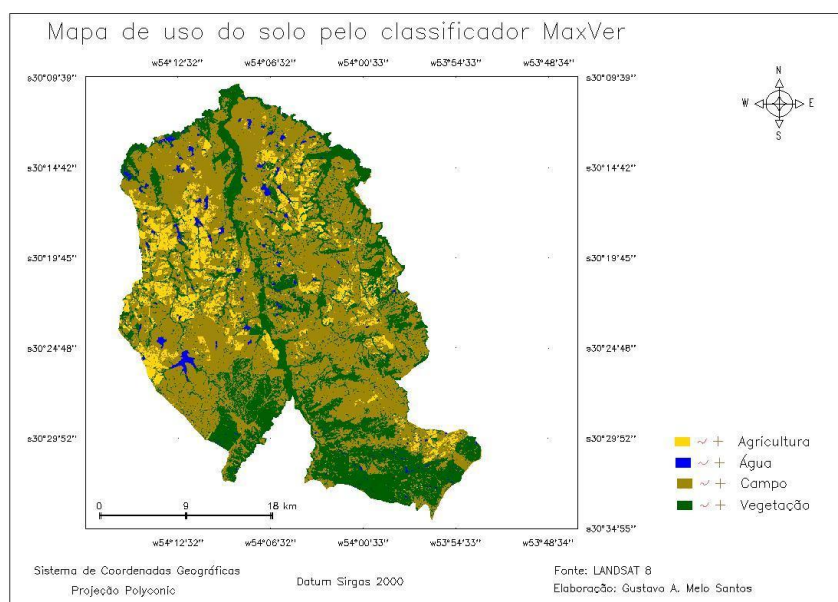 Mapa de uso do solo pelo classificador MaxVer
w54°12'32'' w54°06'32'' w54°00'33'' w53°54'34'' w53°48'34''
s30°09'39'' s30°09'39''
N
W E
S
s30°14'42'' s30°14'42''
s30°19'45'' s30°19'45''
s30°24'48'' s30°24'48''
s30°29'52'' s30°29'52''
Agricultura
Água
Campo
Vegetação
0 9 18 km
s30°34'55''
w54°12'32'' w54°06'32'' w54°00'33'' w53°54'34'' w53°48'34''
Sistema de Coordenadas Geográficas
Projeção Polyconic
Datum Sirgas 2000
Fonte: LANDSAT 8
Elaboração: Gustava A. Melo Santos